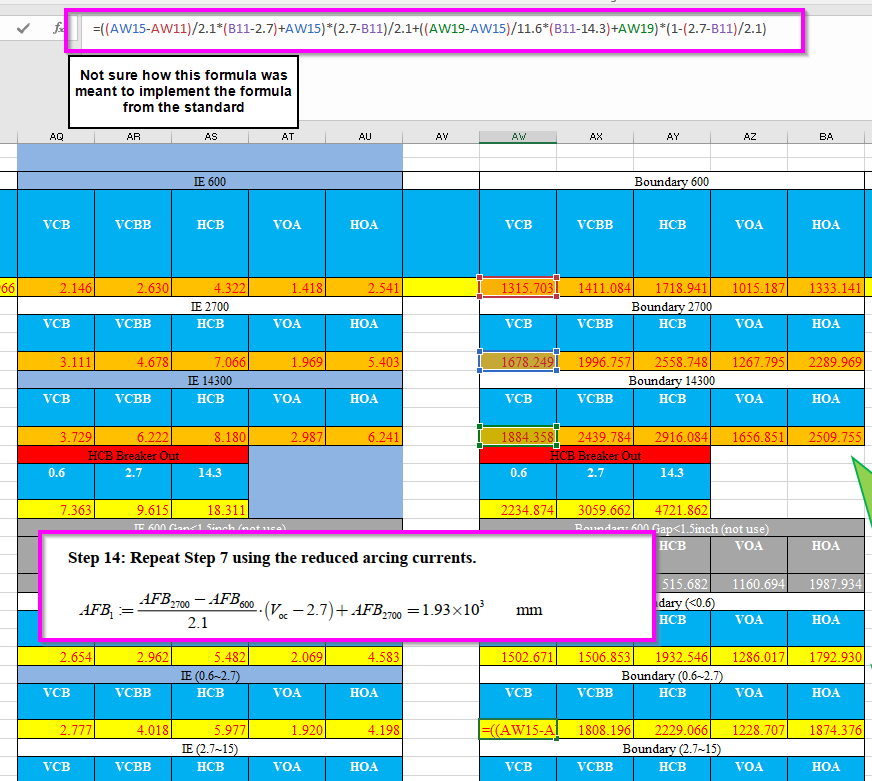 fx =((AW15-AW11)/2.1*(B11-2.7)+AW15)*(2.7-B11)/2.1+((AW19-AW15)/11.6*(B11-14.3)+AW19)*(1-(2.7-B11)/2.1)
Not sure how this formula was
meant to implement the formula
from the standard
AQ AR AS AT AU AV AW AX AY AZ BA
IE 600 Boundary 600
VCB VCBB HCB VOA HOA VCB VCBB HCB VOA HOA
966 2.146 2.630 4.322 1.418 2.541 1315.703 1411.084 1718.941 1015.187 1333.141
IE 2700 Boundary 2700
VCB VCBB HCB VOA HOA VCB VCBB HCB VOA HOA
3.111 4.678 7.066 1.969 5.403 1678.249 1996.757 2558.748 1267.795 2289.969
IE 14300 Boundary 14300
VCB VCBB HCB VOA HOA VCB VCBB HCB VOA HOA
3.729 6.222 8.180 2.987 6.241 1884.358 2439.784 2916.084 1656.851 2509.755
HCB Breaker Out HCB Breaker Out
0.6 2.7 14.3 0.6 2.7 14.3
7.363 9.615 18.311 2234.874 3059.662 4721.862
IE 600 Gap<1.5inch (not use) Boundary 600 Gap<1.5inch (not use)
HCB VOA HOA
515.682 1160.694 1987.934
Step 14: Repeat Step 7 using the reduced arcing currents.
AFB₁ := (AFB₂₇₀₀ − AFB₆₀₀)/2.1 · (Vₒc − 2.7) + AFB₂₇₀₀ = 1.93×10³ mm
dary (<0.6)
HCB VOA HOA
2.654 2.962 5.482 2.069 4.583 1502.671 1506.853 1932.546 1286.017 1792.930
IE (0.6~2.7) Boundary (0.6~2.7)
VCB VCBB HCB VOA HOA VCB VCBB HCB VOA HOA
2.777 4.018 5.977 1.920 4.198 =((AW15-A 1808.196 2229.066 1228.707 1874.376
IE (2.7~15) Boundary (2.7~15)
VCB VCBB HCB VOA HOA VCB VCBB HCB VOA HOA